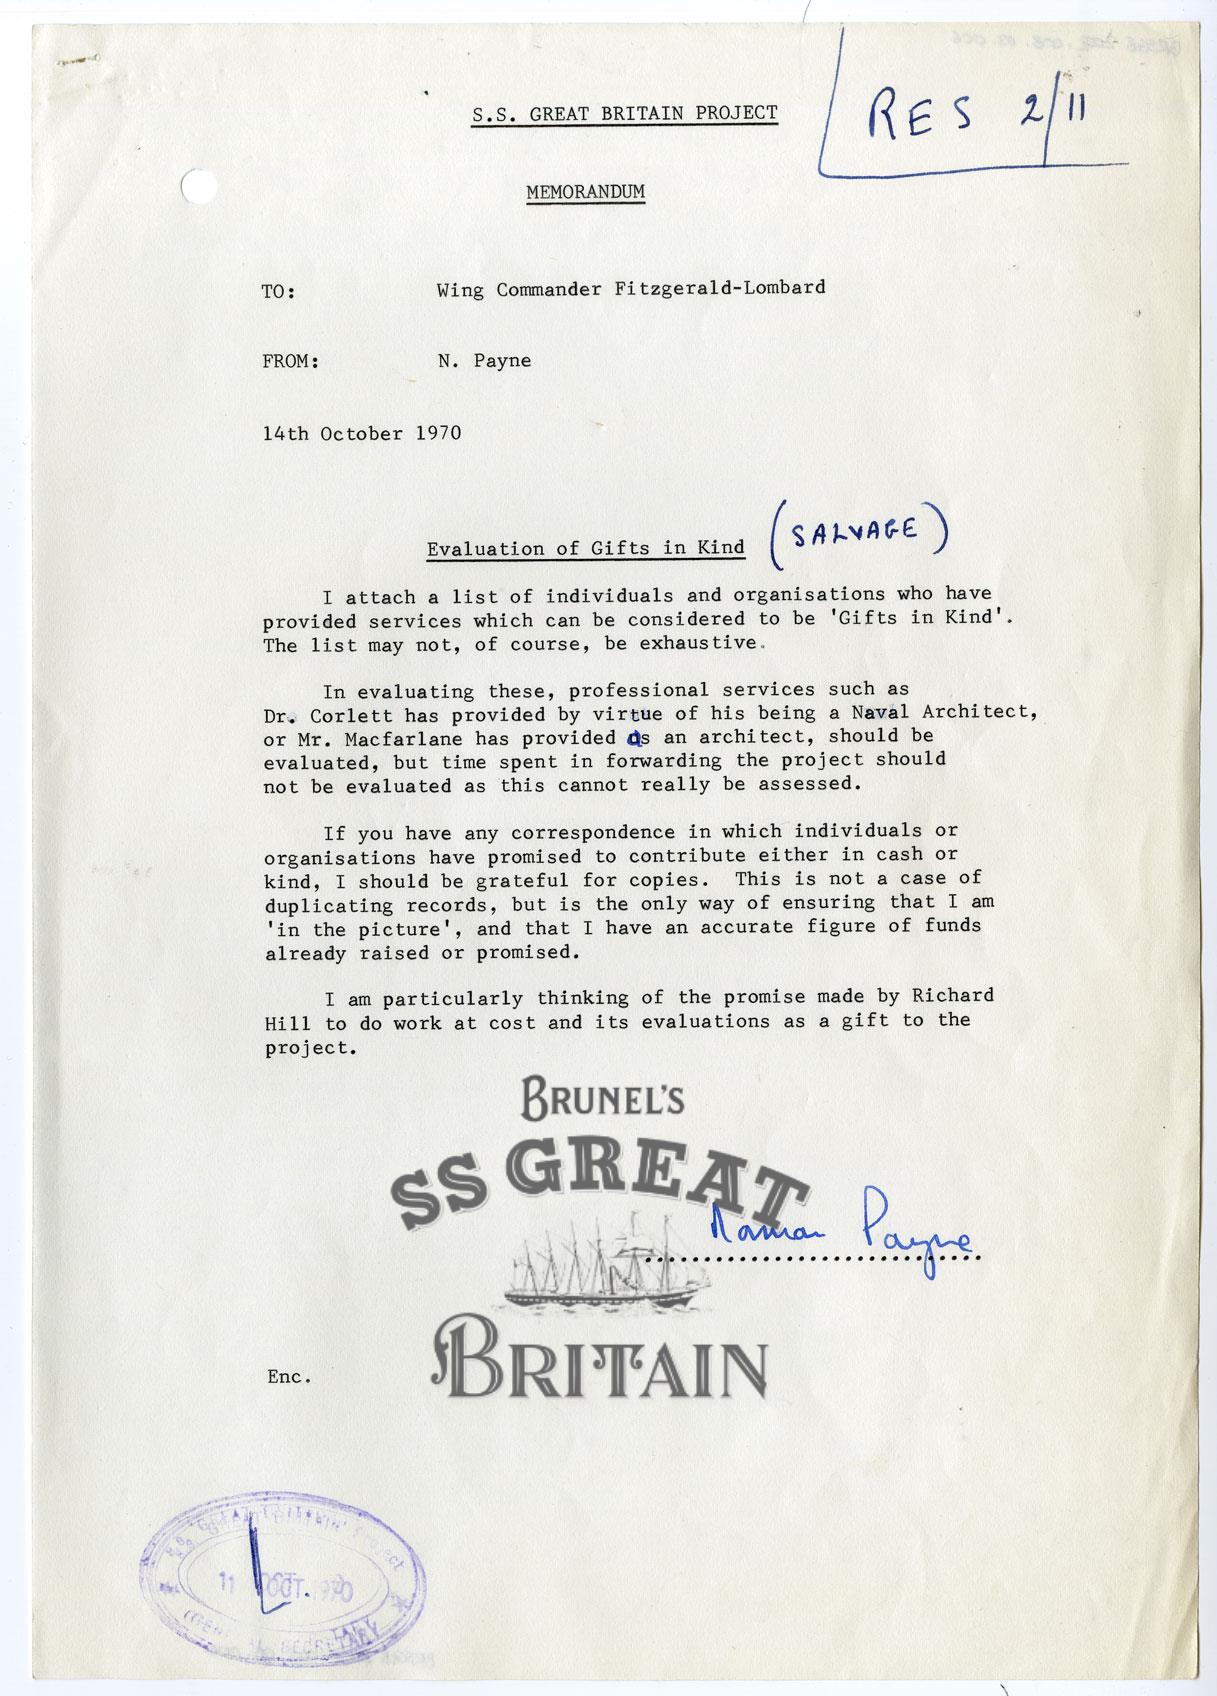 S.S. GREAT BRITAIN PROJECT
RES 2/11
MEMORANDUM
TO: Wing Commander Fitzgerald-Lombard
FROM: N. Payne
14th October 1970
Evaluation of Gifts in Kind (SALVAGE)
I attach a list of individuals and organisations who have
provided services which can be considered to be 'Gifts in Kind'.
The list may not, of course, be exhaustive.
In evaluating these, professional services such as
Dr. Corlett has provided by virtue of his being a Naval Architect,
or Mr. Macfarlane has provided as an architect, should be
evaluated, but time spent in forwarding the project should
not be evaluated as this cannot really be assessed.
If you have any correspondence in which individuals or
organisations have promised to contribute either in cash or
kind, I should be grateful for copies. This is not a case of
duplicating records, but is the only way of ensuring that I am
'in the picture', and that I have an accurate figure of funds
already raised or promised.
I am particularly thinking of the promise made by Richard
Hill to do work at cost and its evaluations as a gift to the
project.
BRUNEL'S
SS GREAT
Norman Payne
BRITAIN
Enc.
S.S. 'GREAT BRITAIN' Project
OCT. 1970
SECRETARY